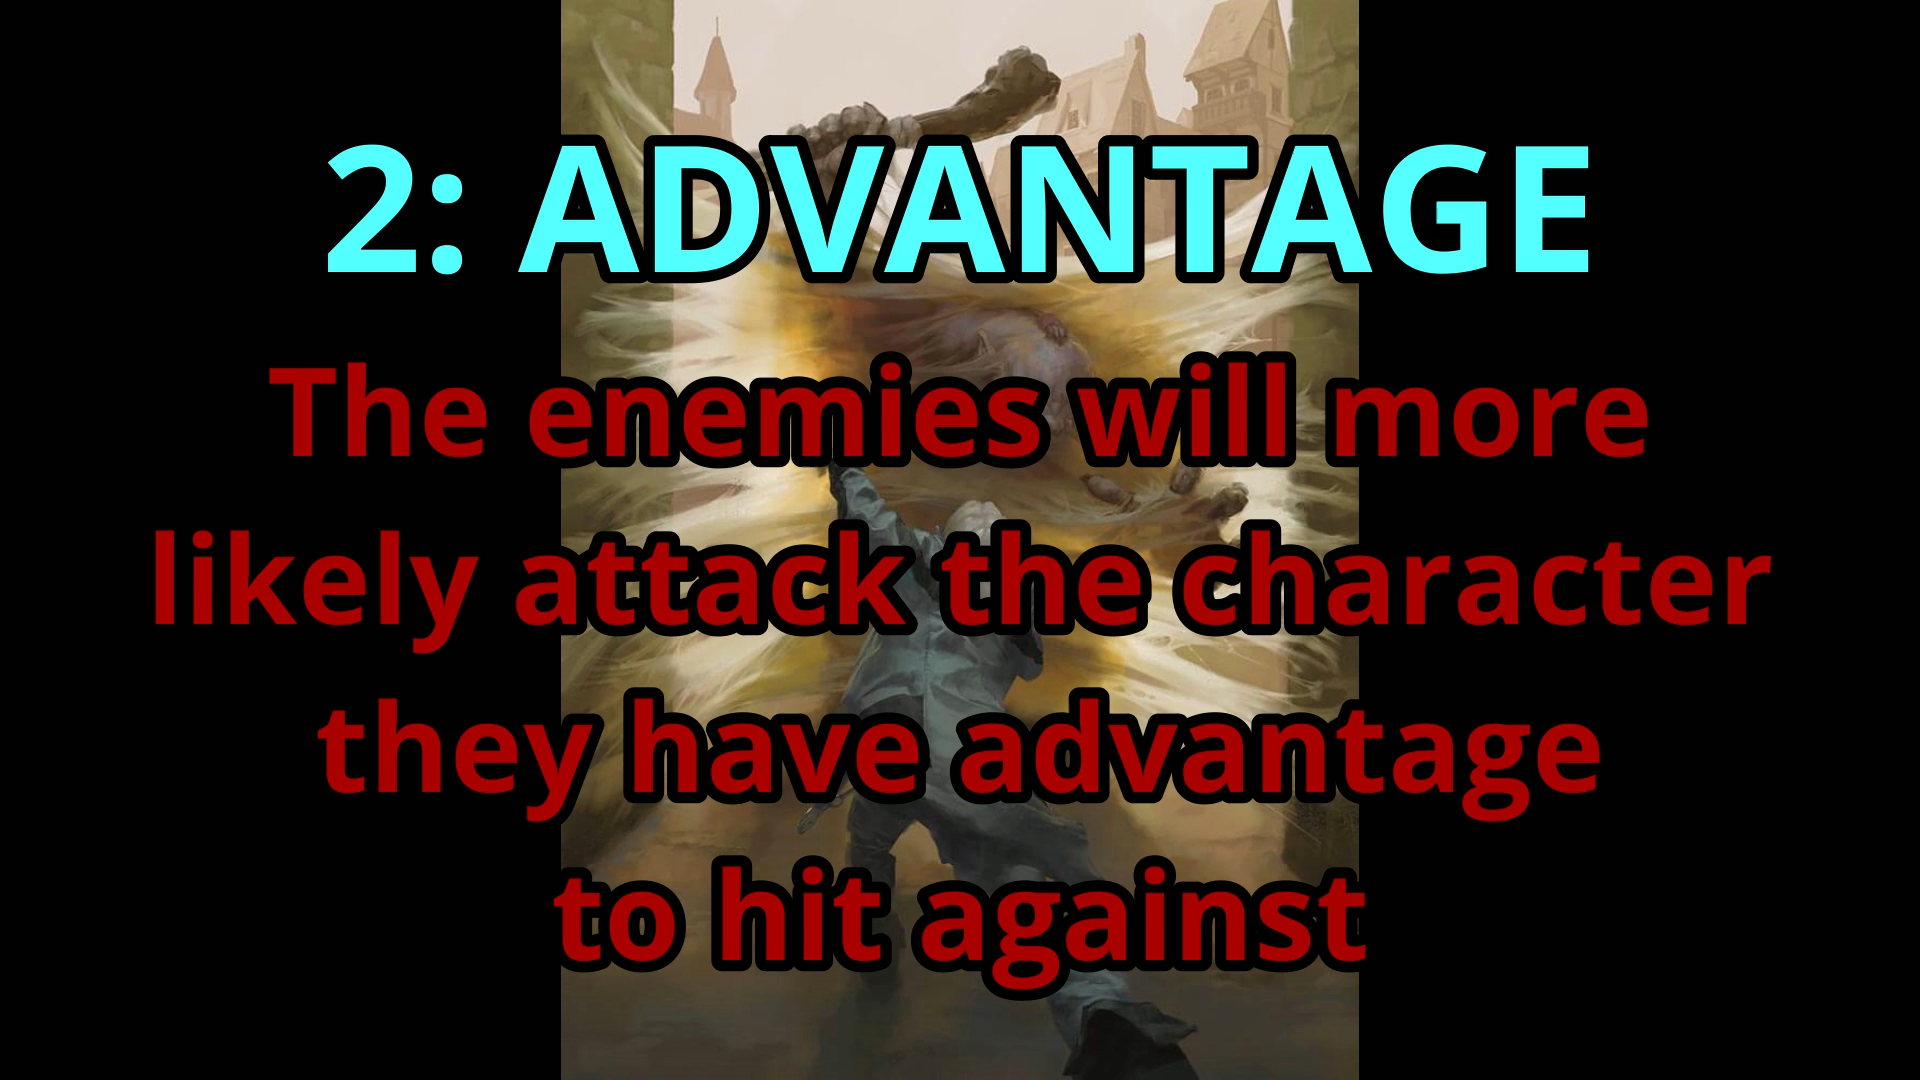 2: ADVANTAGE
The enemies will more
likely attack the character
they have advantage
to hit against